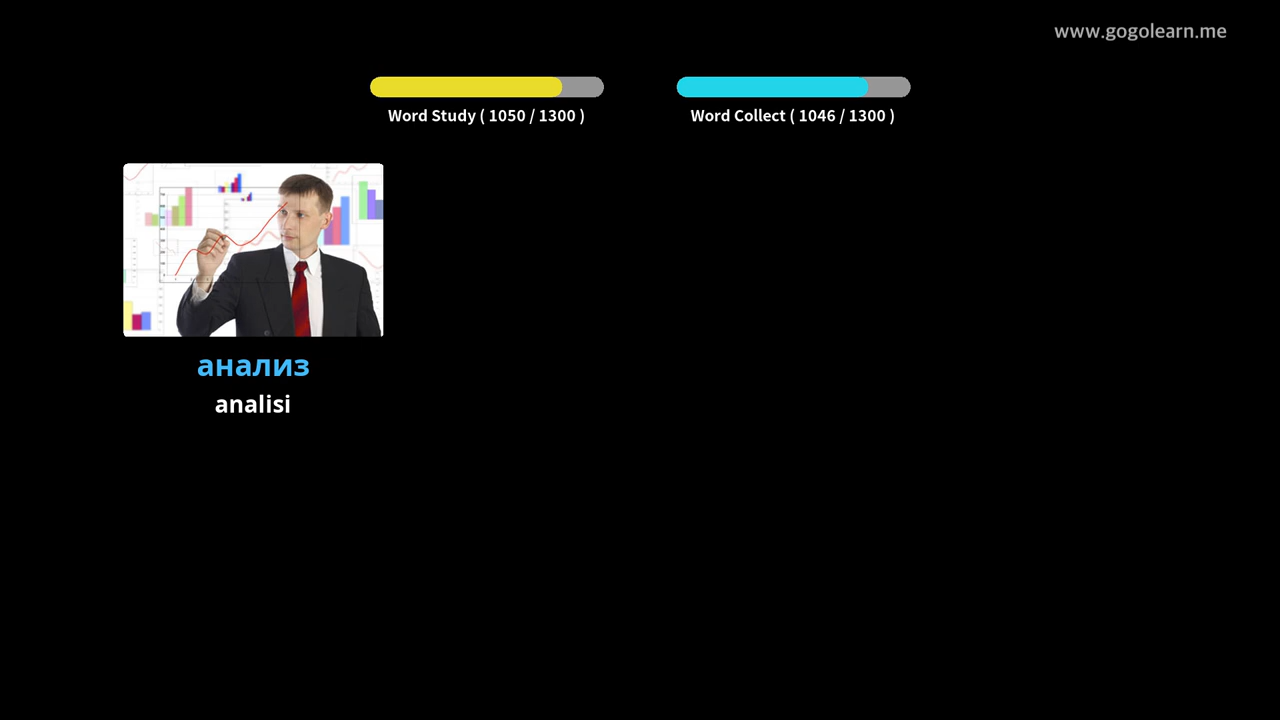 www.gogolearn.me
Word Study ( 1050 / 1300 )
Word Collect ( 1046 / 1300 )
анализ
analisi